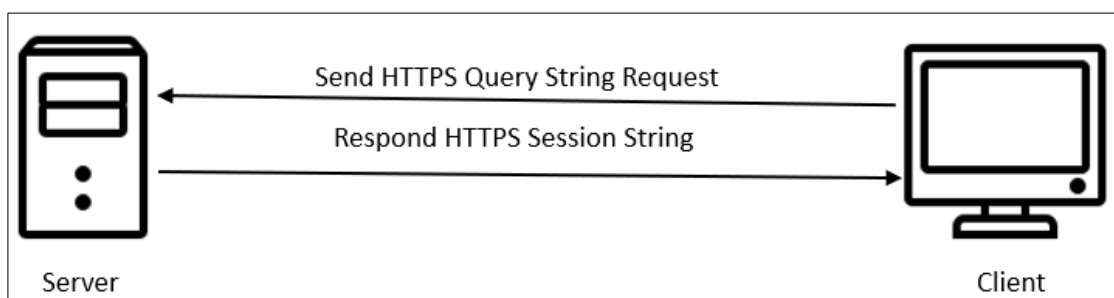 Send HTTPS Query String Request
Respond HTTPS Session String
Server
Client